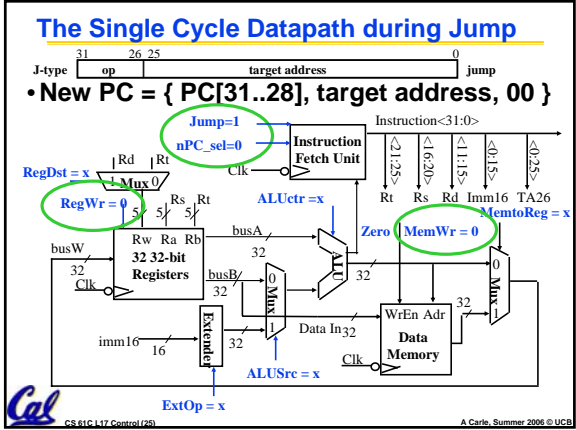 The Single Cycle Datapath during Jump
31 26 25 0
J-type op target address jump
• New PC = { PC[31..28], target address, 00 }
Jump=1
nPC_sel=0
Instruction Fetch Unit
Clk
Instruction<31:0>
<21:25>
<16:20>
<11:15>
<0:15>
<0:25>
Rt Rs Rd Imm16 TA26
Rd Rt
RegDst = x
1 Mux 0
RegWr = 0
5 5 5
Rs Rt
ALUctr=x
Zero
MemWr = 0
MemtoReg = x
busW
32
Clk
Rw Ra Rb
32 32-bit
Registers
busA
32
busB
32
ALU
32
0
Mux
1
0
Mux
1
32
WrEn Adr
Data
Memory
Data In 32
Clk
imm16
16
Extender
32
ALUSrc = x
ExtOp = x
Cal
CS 61C L17 Control (25)
A Carle, Summer 2006 © UCB